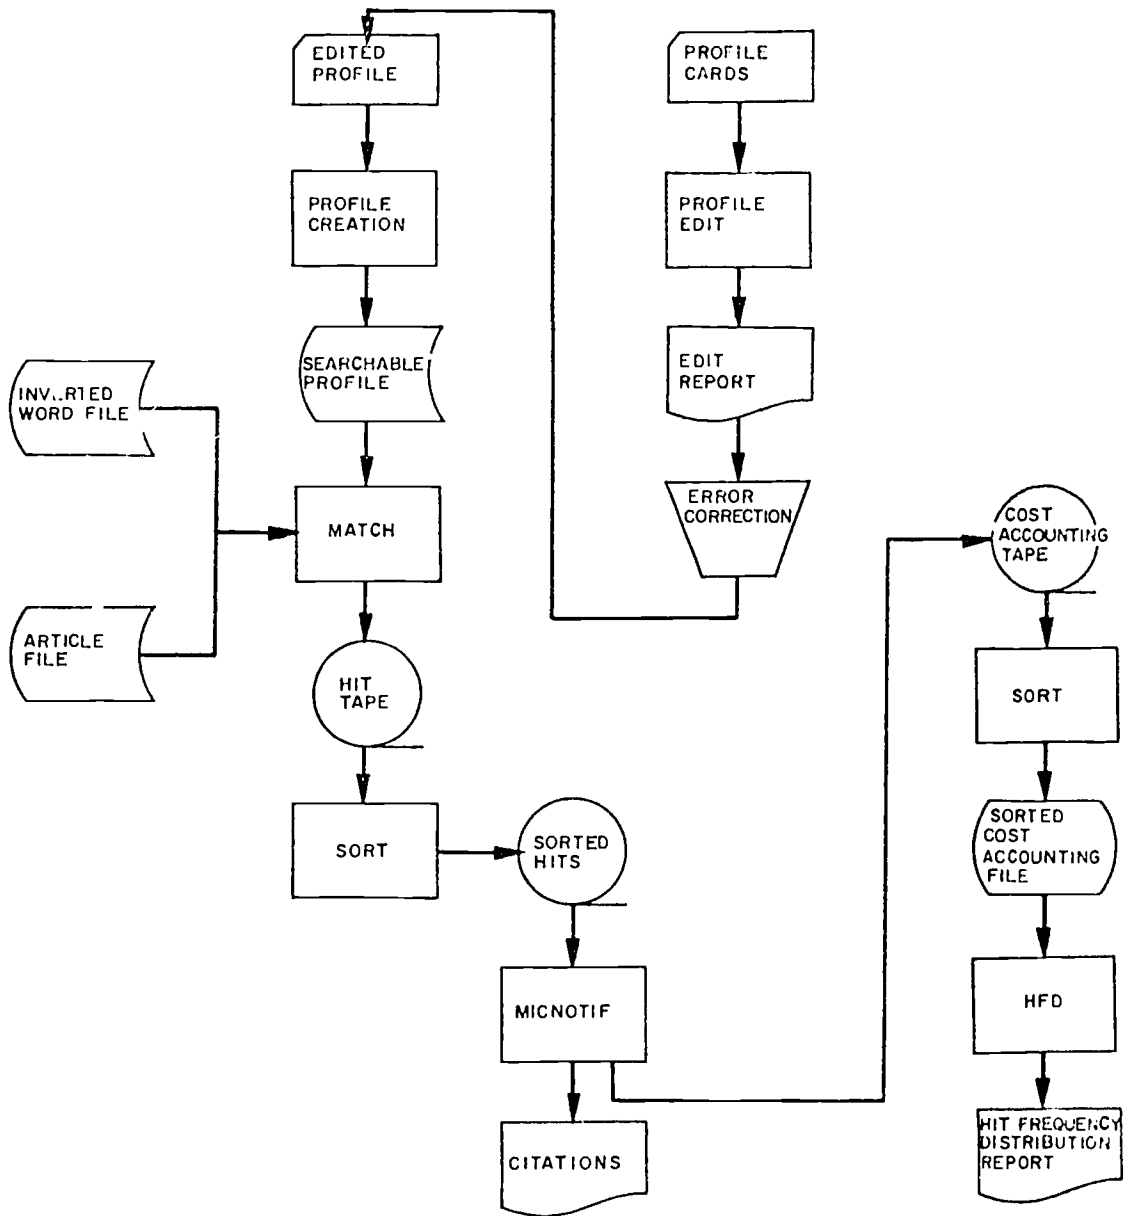 EDITED
PROFILE
PROFILE
CARDS
PROFILE
CREATION
PROFILE
EDIT
SEARCHABLE
PROFILE
EDIT
REPORT
INV..RTED
WORD FILE
ERROR
CORRECTION
MATCH
COST
ACCOUNTING
TAPE
ARTICLE
FILE
HIT
TAPE
SORT
SORT
SORTED
HITS
SORTED
COST
ACCOUNTING
FILE
MICNOTIF
HFD
CITATIONS
HIT FREQUENCY
DISTRIBUTION
REPORT